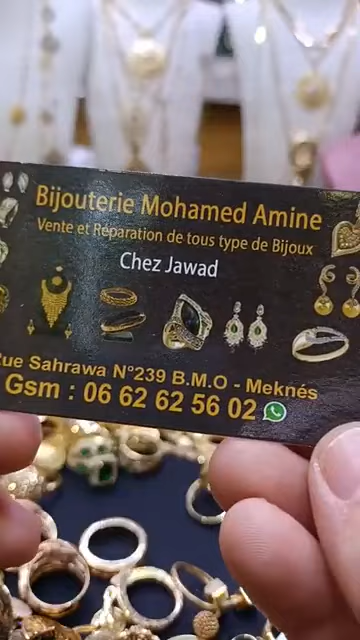 Bijouterie Mohamed Amine
Vente et Réparation de tous type de Bijoux
Chez Jawad
Rue Sahrawa N°239 B.M.O - Meknés
Gsm : 06 62 62 56 02